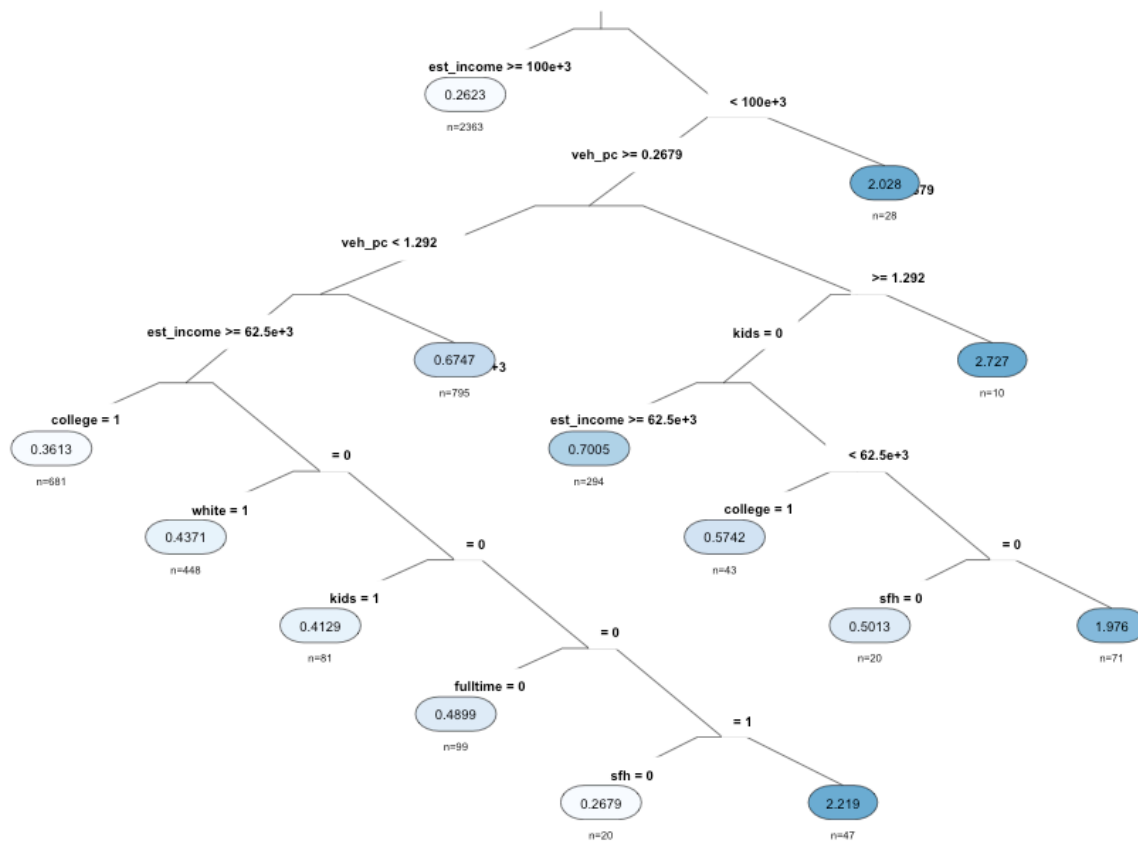 est_income >= 100e+3
0.2623
n=2363
< 100e+3
veh_pc >= 0.2679
2.028
n=28
veh_pc < 1.292
>= 1.292
est_income >= 62.5e+3
0.6747
n=795
kids = 0
2.727
n=10
college = 1
0.3613
n=681
= 0
est_income >= 62.5e+3
0.7005
n=294
< 62.5e+3
white = 1
0.4371
n=448
= 0
college = 1
0.5742
n=43
= 0
kids = 1
0.4129
n=81
= 0
sfh = 0
0.5013
n=20
1.976
n=71
fulltime = 0
0.4899
n=99
= 1
sfh = 0
0.2679
n=20
2.219
n=47